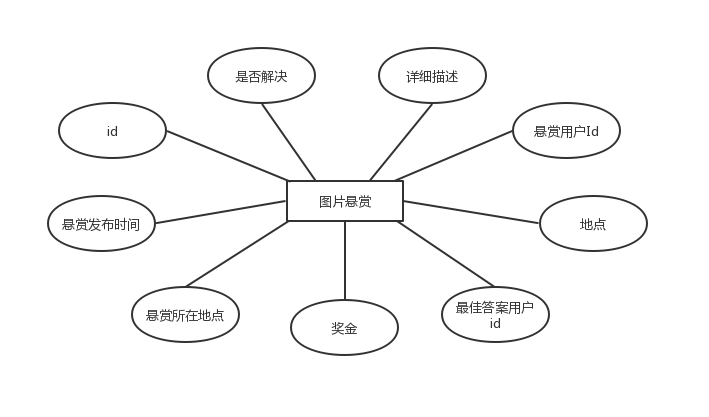 是否解决
详细描述
id
悬赏用户Id
图片悬赏
悬赏发布时间
地点
悬赏所在地点
奖金
最佳答案用户
id